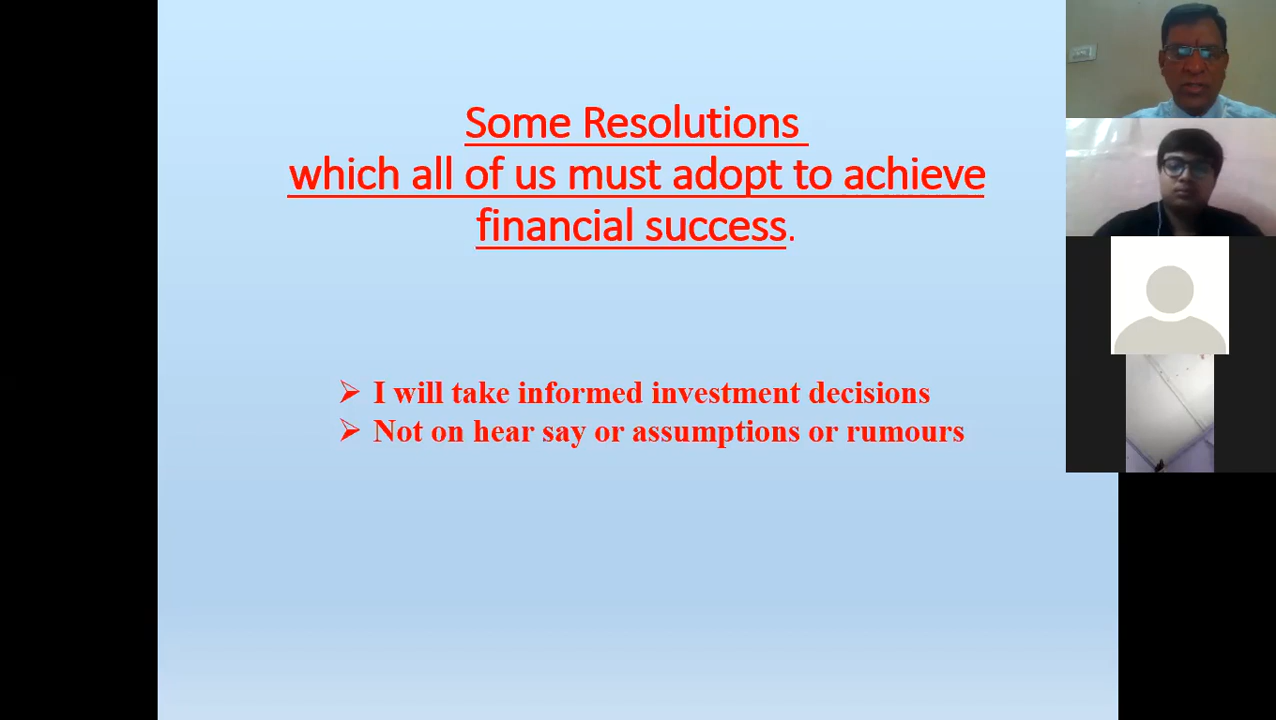 Some Resolutions
which all of us must adopt to achieve
financial success.
➢ I will take informed investment decisions
➢ Not on hear say or assumptions or rumours